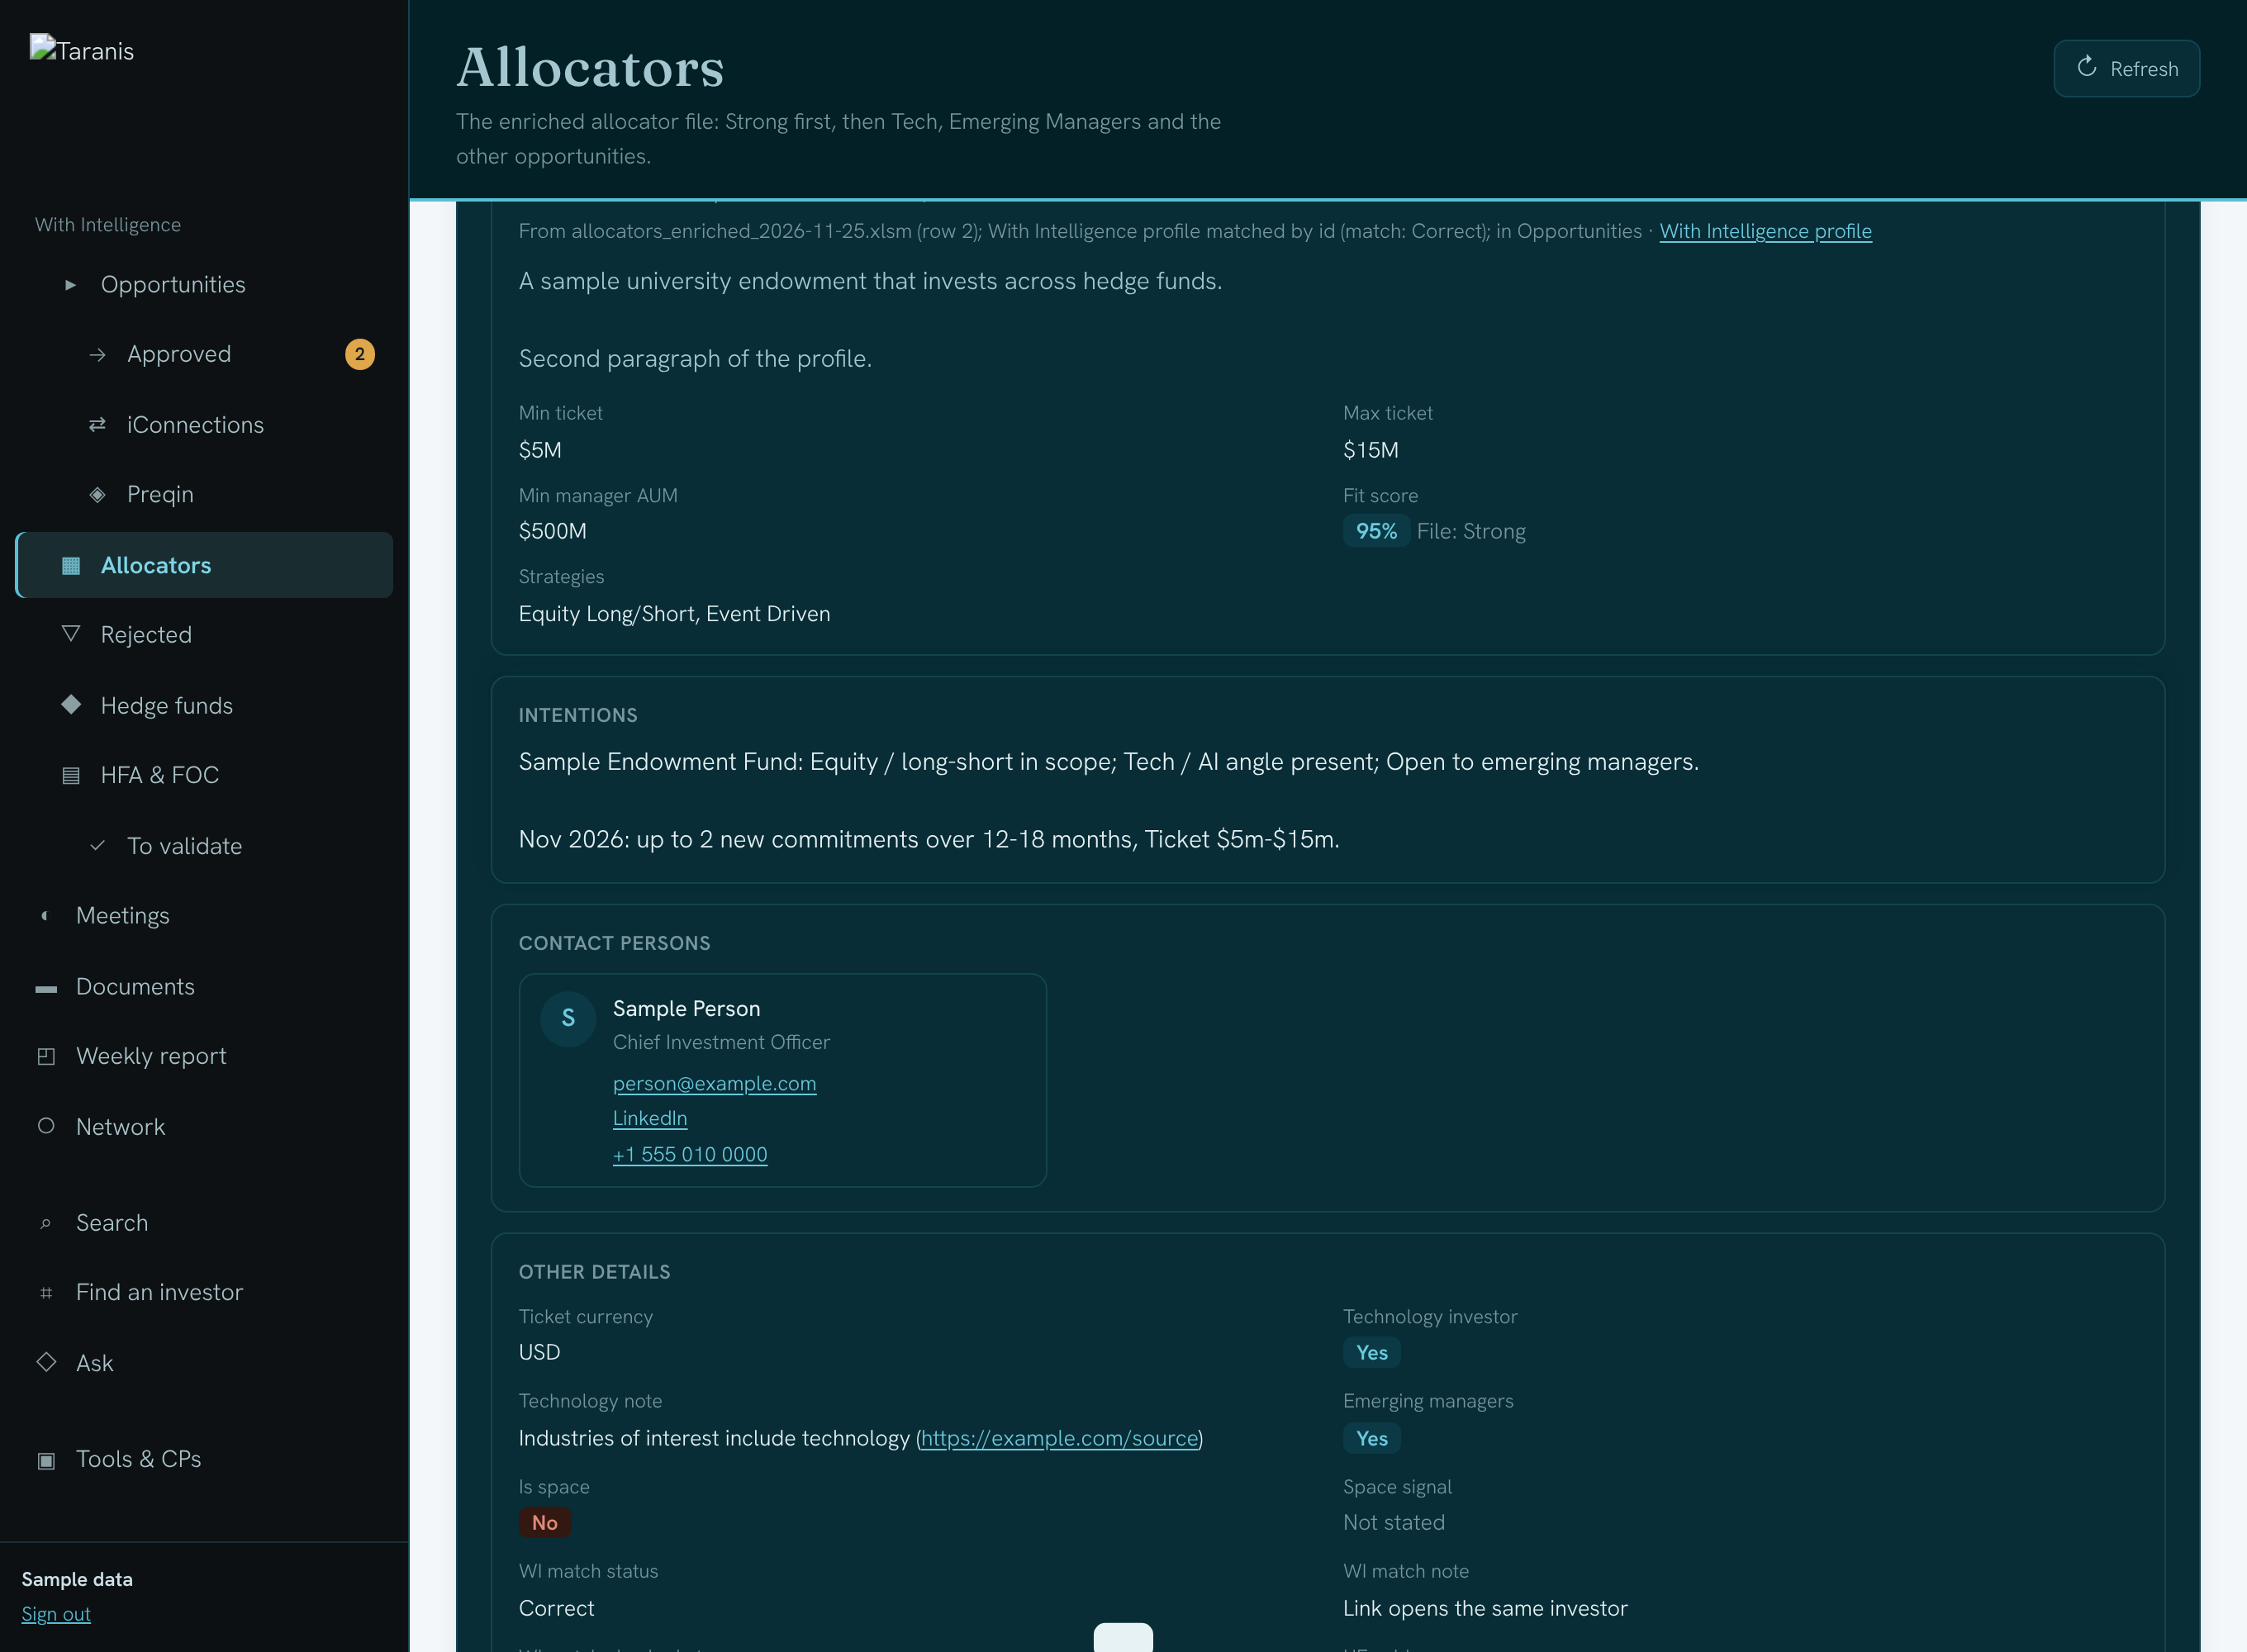 Taranis
With Intelligence
Opportunities
Approved 2
iConnections
Preqin
Allocators
Rejected
Hedge funds
HFA & FOC
To validate
Meetings
Documents
Weekly report
Network
Search
Find an investor
Ask
Tools & CPs
Sample data
Sign out
Allocators
Refresh
The enriched allocator file: Strong first, then Tech, Emerging Managers and the
other opportunities.
From allocators_enriched_2026-11-25.xlsm (row 2); With Intelligence profile matched by id (match: Correct); in Opportunities · With Intelligence profile
A sample university endowment that invests across hedge funds.
Second paragraph of the profile.
Min ticket
$5M
Max ticket
$15M
Min manager AUM
$500M
Fit score
95% File: Strong
Strategies
Equity Long/Short, Event Driven
INTENTIONS
Sample Endowment Fund: Equity / long-short in scope; Tech / AI angle present; Open to emerging managers.
Nov 2026: up to 2 new commitments over 12-18 months, Ticket $5m-$15m.
CONTACT PERSONS
S
Sample Person
Chief Investment Officer
person@example.com
LinkedIn
+1 555 010 0000
OTHER DETAILS
Ticket currency
USD
Technology investor
Yes
Technology note
Industries of interest include technology (https://example.com/source)
Emerging managers
Yes
Is space
No
Space signal
Not stated
WI match status
Correct
WI match note
Link opens the same investor